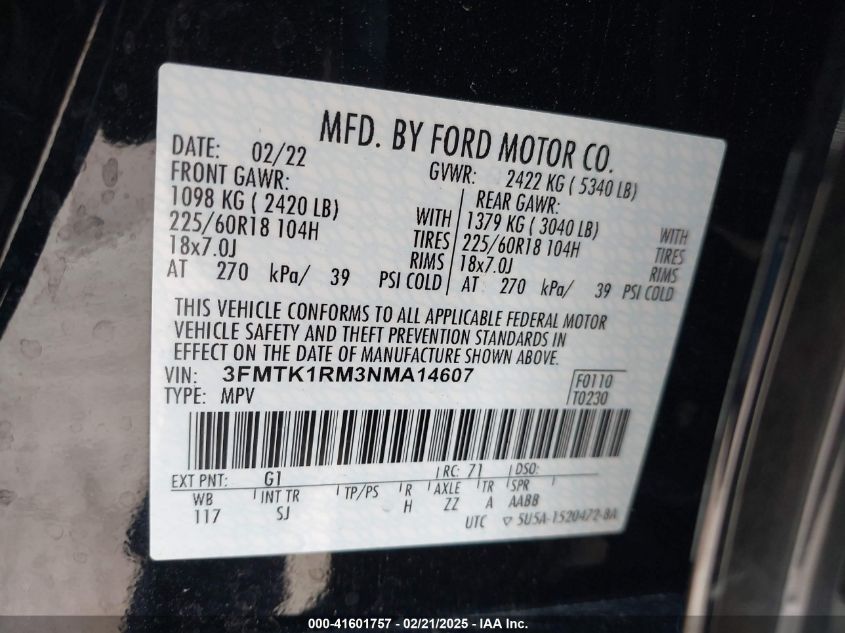 MFD. BY FORD MOTOR CO.
DATE: 02/22 GVWR: 2422 KG ( 5340 LB)
FRONT GAWR: REAR GAWR:
1098 KG ( 2420 LB) WITH 1379 KG ( 3040 LB) WITH
225/60R18 104H TIRES 225/60R18 104H TIRES
18x7.0J RIMS 18x7.0J RIMS
AT 270 kPa/ 39 PSI COLD AT 270 kPa/ 39 PSI COLD
THIS VEHICLE CONFORMS TO ALL APPLICABLE FEDERAL MOTOR
VEHICLE SAFETY AND THEFT PREVENTION STANDARDS IN
EFFECT ON THE DATE OF MANUFACTURE SHOWN ABOVE.
VIN: 3FMTK1RM3NMA14607 F0110
TYPE: MPV T0230
EXT PNT: G1 RC: 71 DSO:
WB INT TR TP/PS R AXLE TR SPR
117 SJ H ZZ A AABB
UTC 5U5A-1520472-BA
000-41601757 - 02/21/2025 - IAA Inc.